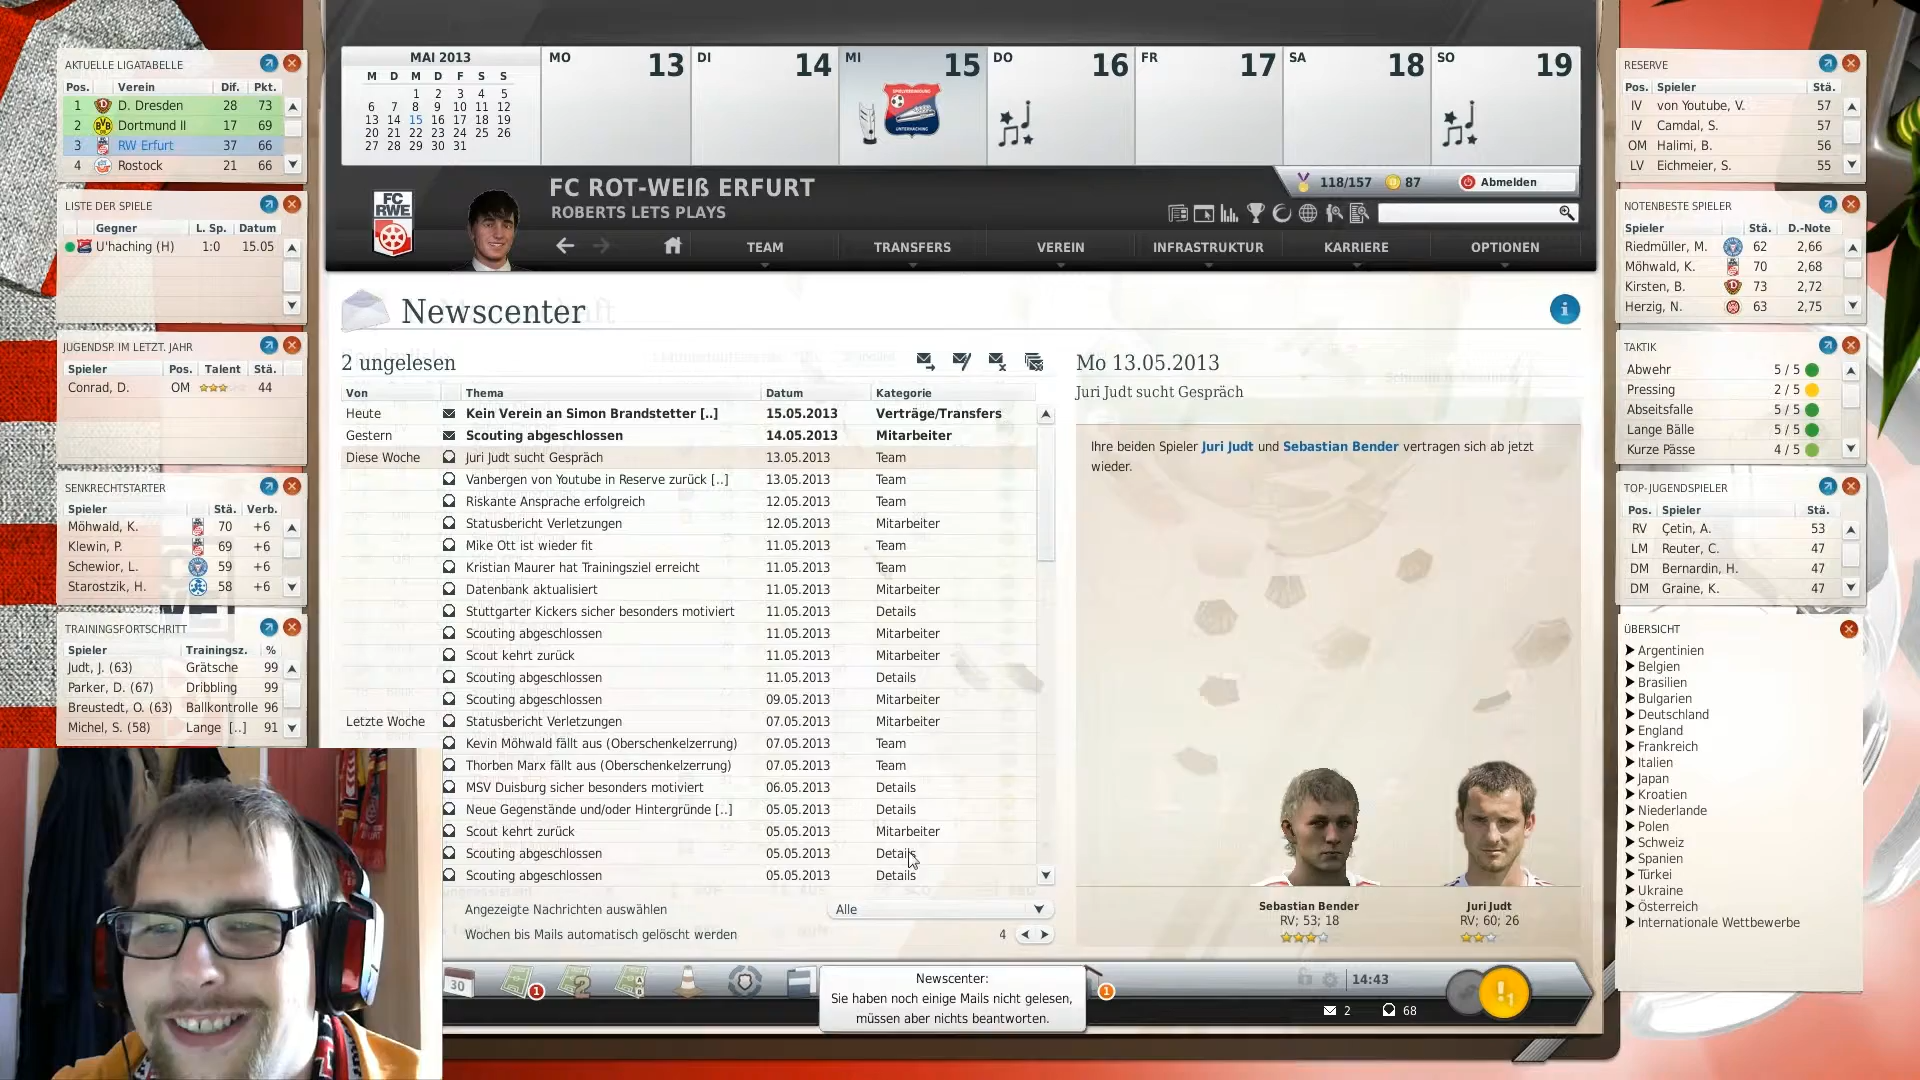 AKTUELLE LIGATABELLE
Pos. Verein Dif. Pkt.
1 D. Dresden 28 73
2 Dortmund II 17 69
3 RW Erfurt 37 66
4 Rostock 21 66
LISTE DER SPIELE
Gegner L. Sp. Datum
U'haching (H) 1:0 15.05
JUGENDSP. IM LETZT. JAHR
Spieler Pos. Talent Stä.
Conrad, D. OM 44
SENKRECHTSTARTER
Spieler Stä. Verb.
Möhwald, K. 70 +6
Klewin, P. 69 +6
Schewior, L. 59 +6
Starostzik, H. 58 +6
TRAININGSFORTSCHRITT
Spieler Trainingsz. %
Judt, J. (63) Grätsche 99
Parker, D. (67) Dribbling 99
Breustedt, O. (63) Ballkontrolle 96
Michel, S. (58) Lange [..] 91
MAI 2013
M D M D F S S
1 2 3 4 5
6 7 8 9 10 11 12
13 14 15 16 17 18 19
20 21 22 23 24 25 26
27 28 29 30 31
MO 13
DI 14
MI 15
DO 16
FR 17
SA 18
SO 19
SPIELVEREINIGUNG
UNTERHACHING
FC
RWE
FC ROT-WEIß ERFURT
ROBERTS LETS PLAYS
118/157 87 Abmelden
TEAM TRANSFERS VEREIN INFRASTRUKTUR KARRIERE OPTIONEN
Newscenter
2 ungelesen
Von Thema Datum Kategorie
Heute Kein Verein an Simon Brandstetter [..] 15.05.2013 Verträge/Transfers
Gestern Scouting abgeschlossen 14.05.2013 Mitarbeiter
Diese Woche Juri Judt sucht Gespräch 13.05.2013 Team
Vanbergen von Youtube in Reserve zurück [..] 13.05.2013 Team
Riskante Ansprache erfolgreich 12.05.2013 Team
Statusbericht Verletzungen 12.05.2013 Mitarbeiter
Mike Ott ist wieder fit 11.05.2013 Team
Kristian Maurer hat Trainingsziel erreicht 11.05.2013 Team
Datenbank aktualisiert 11.05.2013 Mitarbeiter
Stuttgarter Kickers sicher besonders motiviert 11.05.2013 Details
Scouting abgeschlossen 11.05.2013 Mitarbeiter
Scout kehrt zurück 11.05.2013 Mitarbeiter
Scouting abgeschlossen 11.05.2013 Details
Scouting abgeschlossen 09.05.2013 Mitarbeiter
Letzte Woche Statusbericht Verletzungen 07.05.2013 Mitarbeiter
Kevin Möhwald fällt aus (Oberschenkelzerrung) 07.05.2013 Team
Thorben Marx fällt aus (Oberschenkelzerrung) 07.05.2013 Team
MSV Duisburg sicher besonders motiviert 06.05.2013 Details
Neue Gegenstände und/oder Hintergründe [..] 05.05.2013 Details
Scout kehrt zurück 05.05.2013 Mitarbeiter
Scouting abgeschlossen 05.05.2013 Details
Scouting abgeschlossen 05.05.2013 Details
Angezeigte Nachrichten auswählen Alle
Wochen bis Mails automatisch gelöscht werden 4
Mo 13.05.2013
Juri Judt sucht Gespräch
Ihre beiden Spieler Juri Judt und Sebastian Bender vertragen sich ab jetzt
wieder.
Sebastian Bender
RV; 53; 18
Juri Judt
RV; 60; 26
30 1 2 1
Newscenter:
Sie haben noch einige Mails nicht gelesen,
müssen aber nichts beantworten.
14:43
2 68
!1
RESERVE
Pos. Spieler Stä.
IV von Youtube, V. 57
IV Camdal, S. 57
OM Halimi, B. 56
LV Eichmeier, S. 55
NOTENBESTE SPIELER
Spieler Stä. D.-Note
Riedmüller, M. 62 2,66
Möhwald, K. 70 2,68
Kirsten, B. 73 2,72
Herzig, N. 63 2,75
TAKTIK
Abwehr 5 / 5
Pressing 2 / 5
Abseitsfalle 5 / 5
Lange Bälle 5 / 5
Kurze Pässe 4 / 5
TOP-JUGENDSPIELER
Pos. Spieler Stä.
RV Çetin, A. 53
LM Reuter, C. 47
DM Bernardin, H. 47
DM Graine, K. 47
ÜBERSICHT
Argentinien
Belgien
Brasilien
Bulgarien
Deutschland
England
Frankreich
Italien
Japan
Kroatien
Niederlande
Polen
Schweiz
Spanien
Türkei
Ukraine
Österreich
Internationale Wettbewerbe